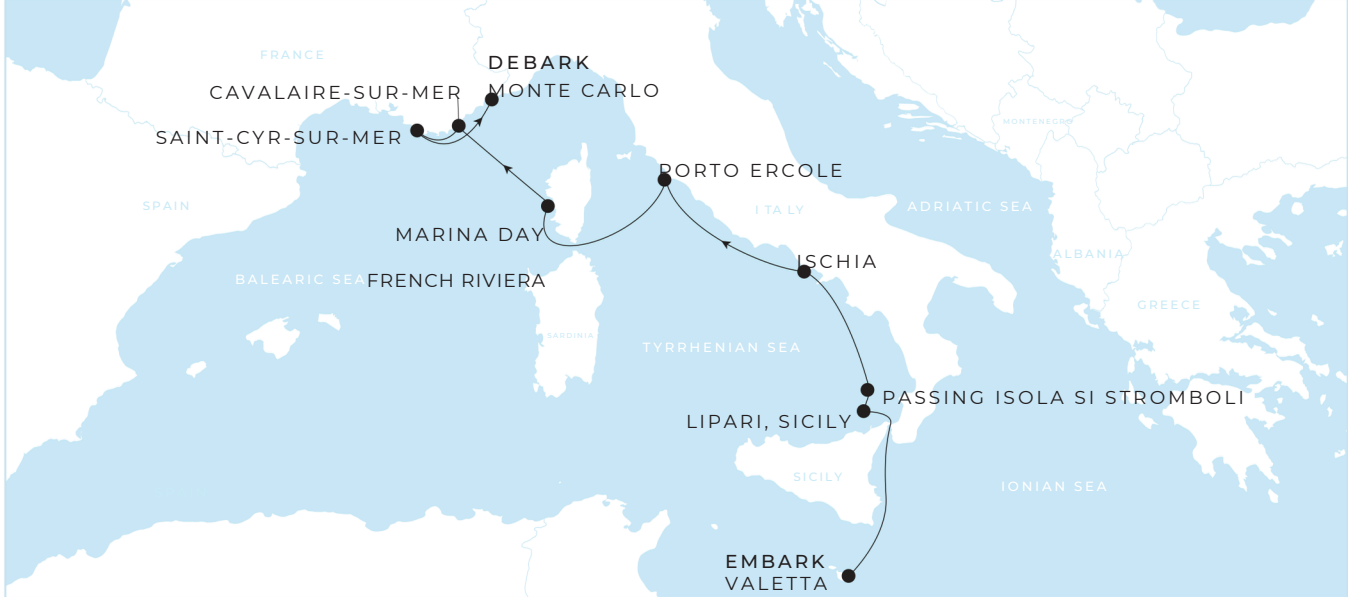 FRANCE
DEBARK
CAVALAIRE-SUR-MER
MONTE CARLO
SAINT-CYR-SUR-MER
MONTENEGRO
PORTO ERCOLE
SPAIN
ITALY
ADRIATIC SEA
MARINA DAY
ALBANIA
ISCHIA
BALEARIC SEA
FRENCH RIVIERA
GREECE
SARDINIA
TYRRHENIAN SEA
PASSING ISOLA SI STROMBOLI
LIPARI, SICILY
SICILY
IONIAN SEA
EMBARK
VALETTA